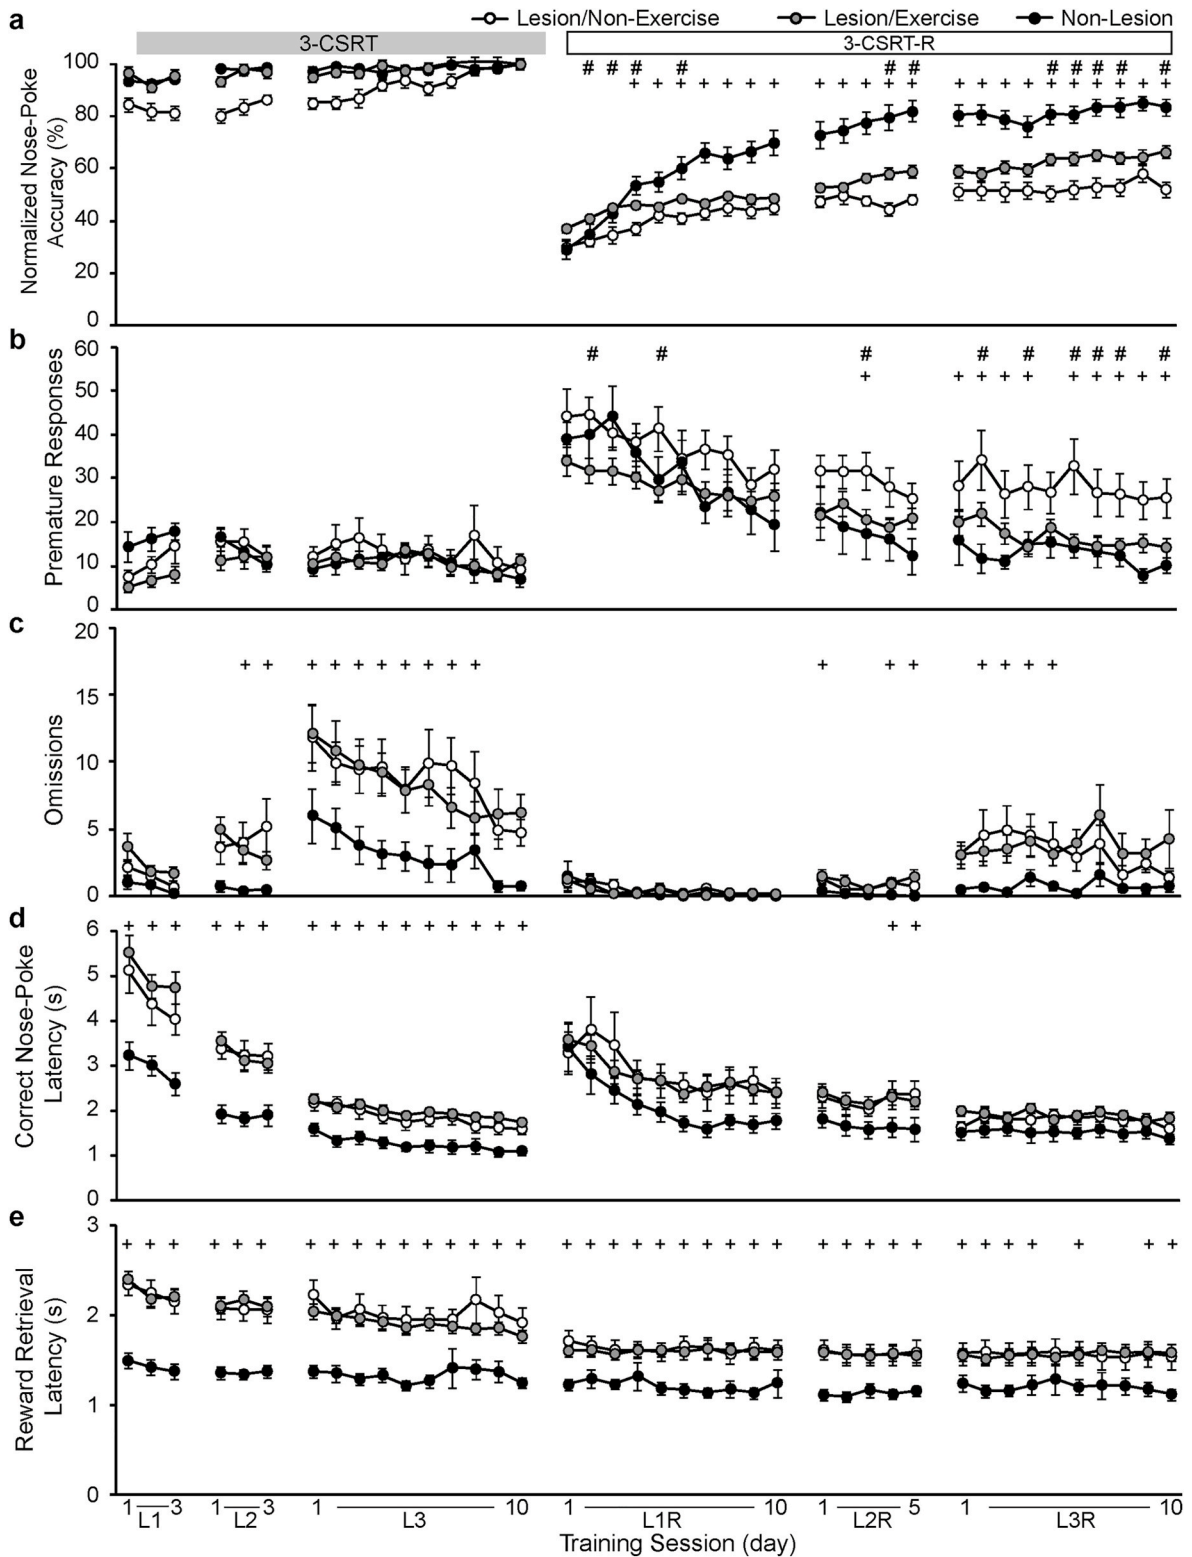 a
Lesion/Non-Exercise Lesion/Exercise Non-Lesion
3-CSRT 3-CSRT-R
Normalized Nose-Poke
Accuracy (%)
100
80
60
40
20
0
# # # # # # # # # # #
+ + + + + + + + + + + + + + + + + + + + + +
b
Premature Responses
60
50
40
30
20
10
0
# # # # # # # # #
+ + + + + + + + + +
c
Omissions
20
15
10
5
0
+ + + + + + + + + + + + + + + + +
d
Correct Nose-Poke
Latency (s)
6
5
4
3
2
1
0
+ + + + + + + + + + + + + + + + + +
e
Reward Retrieval
Latency (s)
3
2
1
0
+ + + + + + + + + + + + + + + + + + + + + + + + + + + + + + + + + + + + + +
1 3 1 3 1 10 1 10 1 5 1 10
L1 L2 L3 L1R L2R L3R
Training Session (day)